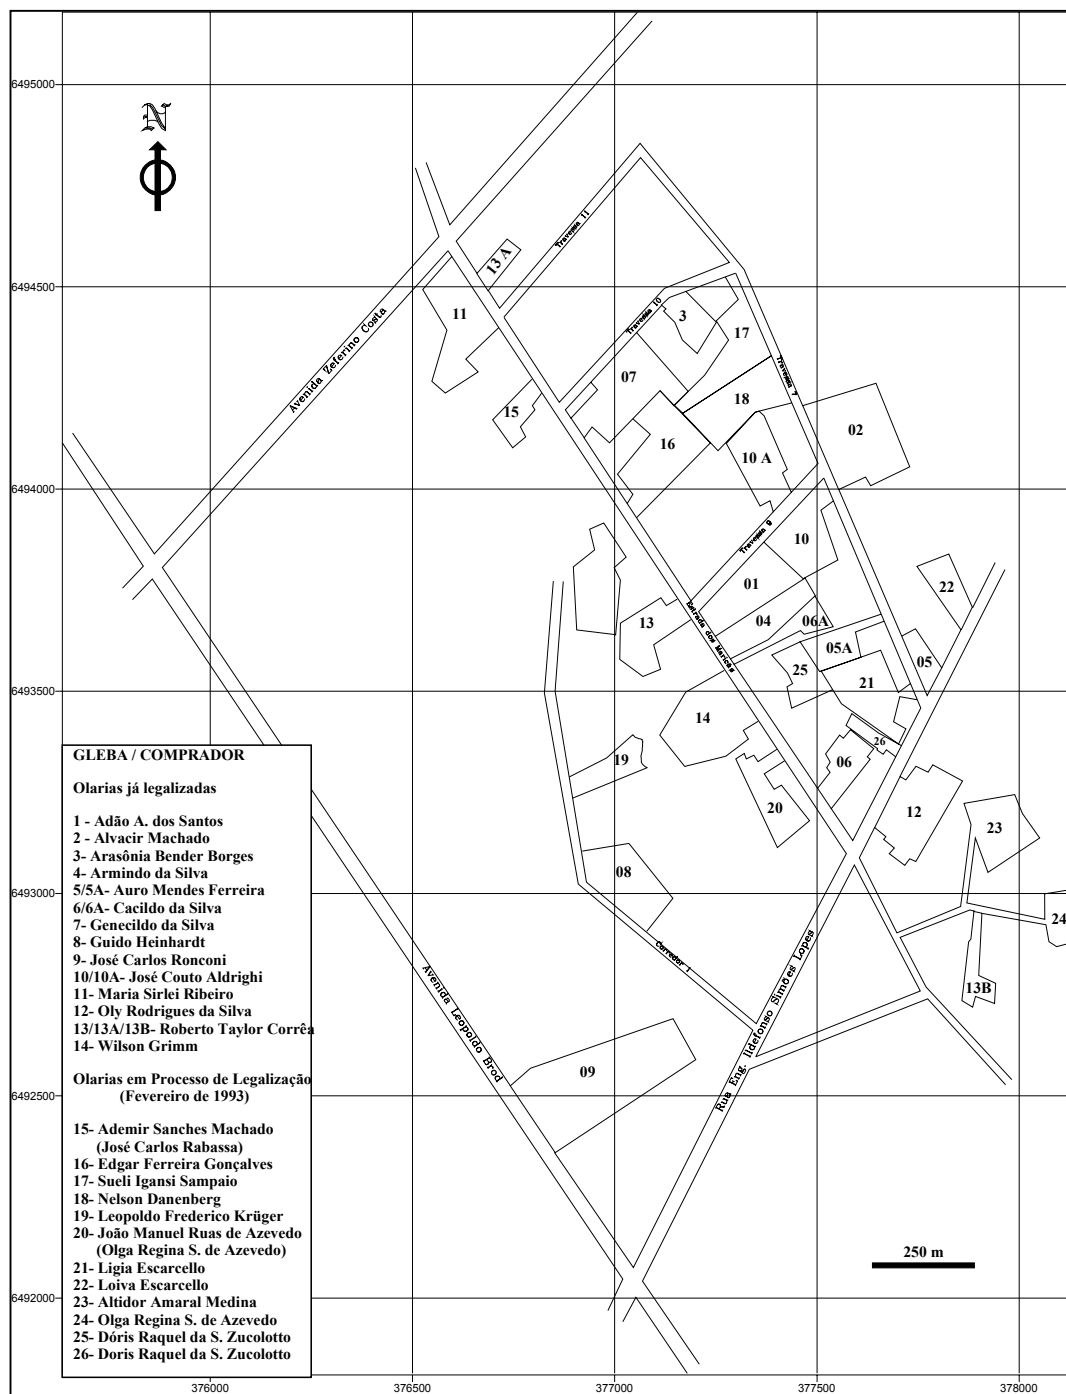 6495000
N
Travessa 11
13 A
6494500
11
Travessa 10
3
17
Avenida Zeferino Costa
07
Travessa 7
18
15
02
16
10 A
6494000
Travessa 9
10
01
22
13
Estrada dos Maricás
04
06A
05A
05
25
6493500
21
14
26
GLEBA / COMPRADOR
19
06
Olarias já legalizadas
20
12
23
1 - Adão A. dos Santos
2 - Alvacir Machado
3- Arasônia Bender Borges
4- Armindo da Silva
5/5A- Auro Mendes Ferreira
08
6493000
6/6A- Cacildo da Silva
24
7- Genecildo da Silva
8- Guido Heinhardt
Corredor 1
9- José Carlos Ronconi
10/10A- José Couto Aldrighi
13B
11- Maria Sirlei Ribeiro
12- Oly Rodrigues da Silva
Avenida Leopoldo Brod
Rua Eng. Ildefonso Simões Lopes
13/13A/13B- Roberto Taylor Corrêa
14- Wilson Grimm
09
Olarias em Processo de Legalização
(Fevereiro de 1993)
6492500
15- Ademir Sanches Machado
(José Carlos Rabassa)
16- Edgar Ferreira Gonçalves
17- Sueli Igansi Sampaio
18- Nelson Danenberg
19- Leopoldo Frederico Krüger
20- João Manuel Ruas de Azevedo
(Olga Regina S. de Azevedo)
250 m
21- Ligia Escarcello
22- Loiva Escarcello
6492000
23- Altidor Amaral Medina
24- Olga Regina S. de Azevedo
25- Dóris Raquel da S. Zucolotto
26- Doris Raquel da S. Zucolotto
376000
376500
377000
377500
378000